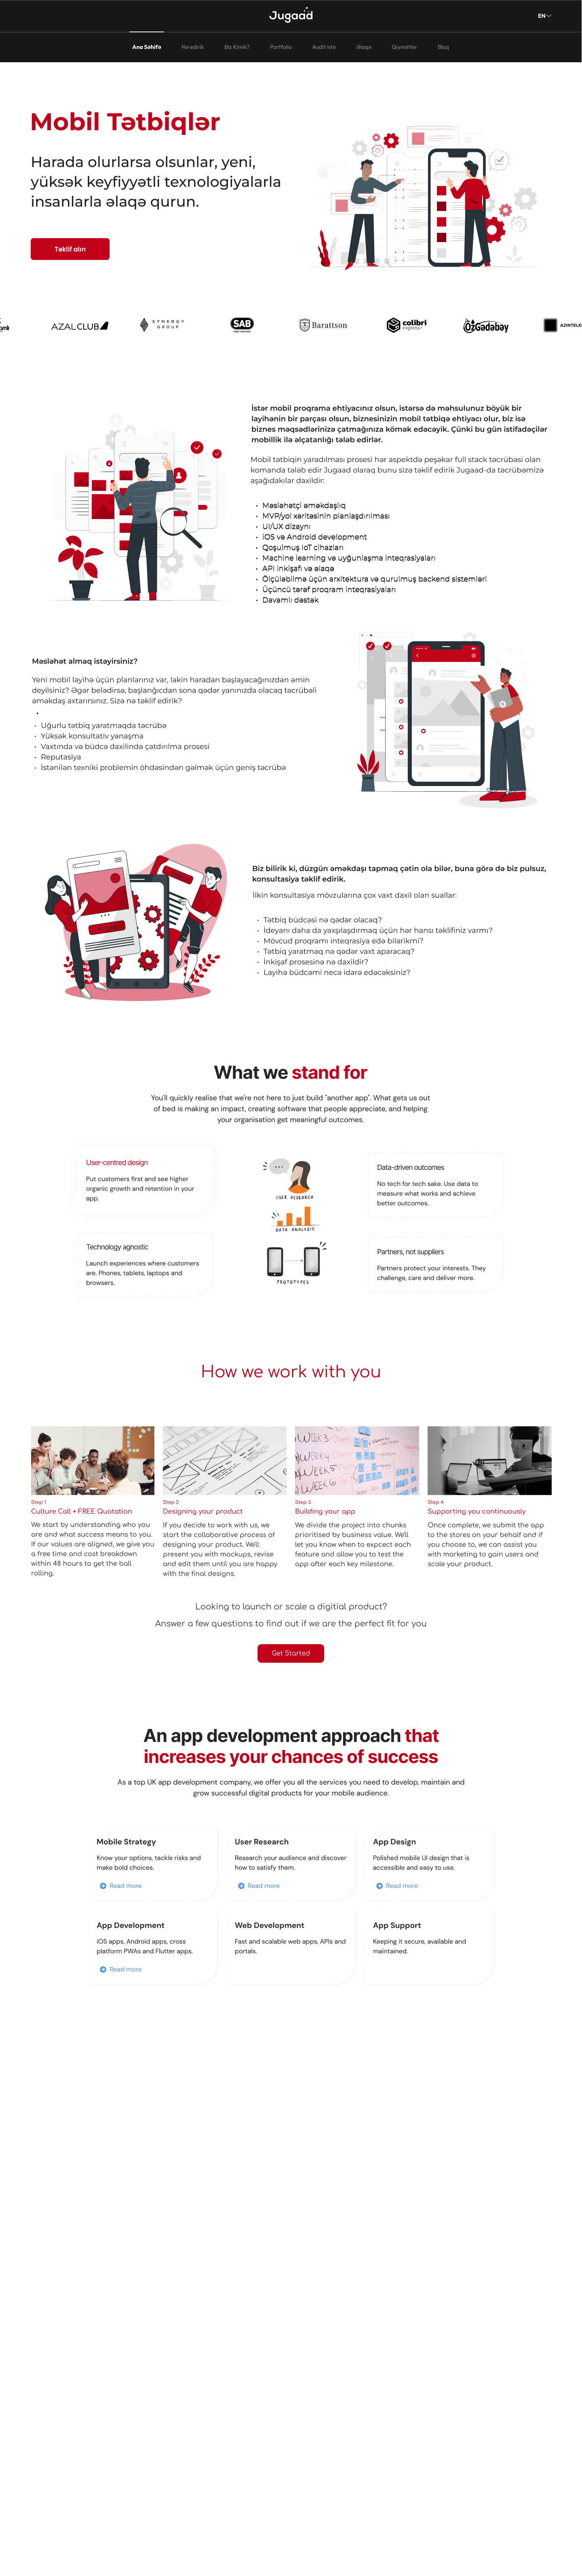 Jugaad
EN
Ana Səhifə
Nə edirik
Biz Kimik?
Portfolio
Audit istə
Əlaqə
Qiymətlər
Bloq
Mobil Tətbiqlər
Harada olurlarsa olsunlar, yeni,
yüksək keyfiyyətli texnologiyalarla
insanlarla əlaqə qurun.
Təklif alın
AZALCLUB
SYNERGY
GROUP
SAB
Barattson
colibri
express
ÖzGədəbəy
İstər mobil proqrama ehtiyacınız olsun, istərsə də məhsulunuz böyük bir
layihənin bir parçası olsun, biznesinizin mobil tətbiqə ehtiyacı olur, biz isə
biznes məqsədlərinizə çatmağınıza kömək edəcəyik. Çünki bu gün istifadəçilər
mobillik ilə əlçatanlığı tələb edirlər.
Mobil tətbiqin yaradılması prosesi hər aspektdə peşəkar full stack təcrübəsi olan
komanda tələb edir Jugaad olaraq bunu sizə təklif edirik Jugaad-da təcrübəmizə
aşağıdakılar daxildir:
• Məsləhətçi əməkdaşlıq
• MVP/yol xəritəsinin planlaşdırılması
• UI/UX dizaynı
• iOS və Android development
• Qoşulmuş IoT cihazları
• Machine learning və uyğunlaşma inteqrasiyaları
• API inkişafı və əlaqə
• Ölçüləbilmə üçün arxitektura və qurulmuş backend sistemləri
• Üçüncü tərəf proqram inteqrasiyaları
• Davamlı dəstək
Məsləhət almaq istəyirsiniz?
Yeni mobil layihə üçün planlarınız var, lakin haradan başlayacağınızdan əmin
deyilsiniz? Əgər belədirsə, başlanğıcdan sona qədər yanınızda olacaq təcrübəli
əməkdaş axtarırsınız. Sizə nə təklif edirik?
•
• Uğurlu tətbiq yaratmaqda təcrübə
• Yüksək konsultativ yanaşma
• Vaxtında və büdcə daxilində çatdırılma prosesi
• Reputasiya
• İstənilən texniki problemin öhdəsindən gəlmək üçün geniş təcrübə
Biz bilirik ki, düzgün əməkdaşı tapmaq çətin ola bilər, buna görə də biz pulsuz,
konsultasiya təklif edirik.
İlkin konsultasiya mövzularına çox vaxt daxil olan suallar:
• Tətbiq büdcəsi nə qədər olacaq?
• İdeyanı daha da yaxşılaşdırmaq üçün hər hansı təklifiniz varmı?
• Mövcud proqramı inteqrasiya edə bilərikmi?
• Tətbiq yaratmaq nə qədər vaxt aparacaq?
• İnkişaf prosesinə nə daxildir?
• Layihə büdcəmi necə idarə edəcəksiniz?
What we stand for
You'll quickly realise that we're not here to just build "another app". What gets us out
of bed is making an impact, creating software that people appreciate, and helping
your organisation get meaningful outcomes.
User-centred design
Put customers first and see higher
organic growth and retention in your
app.
Technology agnostic
Launch experiences where customers
are. Phones, tablets, laptops and
browsers.
USER RESEARCH
DATA ANALYSIS
PROTOTYPES
Data-driven outcomes
No tech for tech sake. Use data to
measure what works and achieve
better outcomes.
Partners, not suppliers
Partners protect your interests. They
challenge, care and deliver more.
How we work with you
WEEK 3
WEEK 4
WEEK 5
WEEK 6
Step 1
Culture Call + FREE Quotation
We start by understanding who you
are and what success means to you.
If our values are aligned, we give you
a free time and cost breakdown
within 48 hours to get the ball
rolling.
Step 2
Designing your product
If you decide to work with us, we
start the collaborative process of
designing your product. We'll
present you with mockups, revise
and edit them until you are happy
with the final designs.
Step 3
Building your app
We divide the project into chunks
prioritised by business value. We'll
let you know when to expcect each
feature and allow you to test the
app after each key milestone.
Step 4
Supporting you continuously
Once complete, we submit the app
to the stores on your behalf and if
you choose to, we can assist you
with marketing to gain users and
scale your product.
Looking to launch or scale a digitial product?
Answer a few questions to find out if we are the perfect fit for you
Get Started
An app development approach that
increases your chances of success
As a top UK app development company, we offer you all the services you need to develop, maintain and
grow successful digital products for your mobile audience.
Mobile Strategy
Know your options, tackle risks and
make bold choices.
Read more
User Research
Research your audience and discover
how to satisfy them.
Read more
App Design
Polished mobile UI design that is
accessible and easy to use.
Read more
App Development
iOS apps, Android apps, cross
platform PWAs and Flutter apps.
Read more
Web Development
Fast and scalable web apps, APIs and
portals.
App Support
Keeping it secure, available and
maintained.